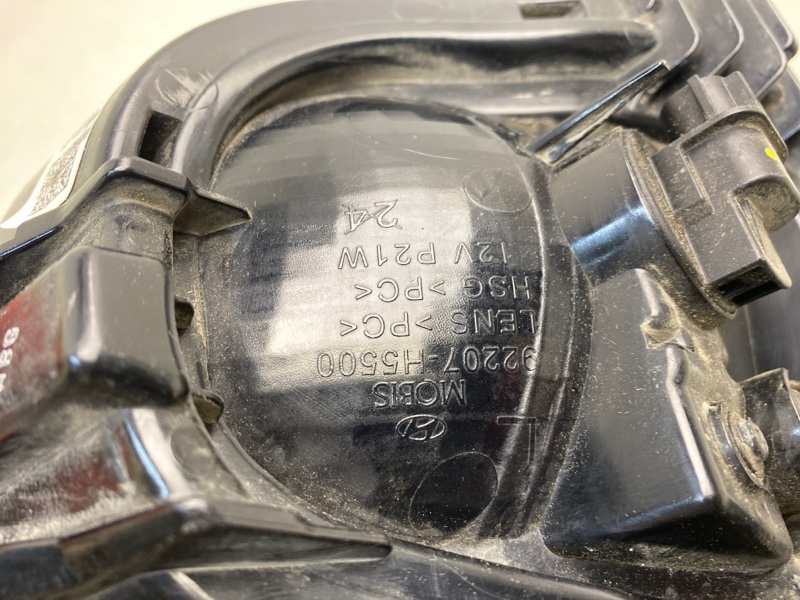 MOBIS
92207-H5500
LENS >PC<
HSG >PC<
12V P21W
24
L